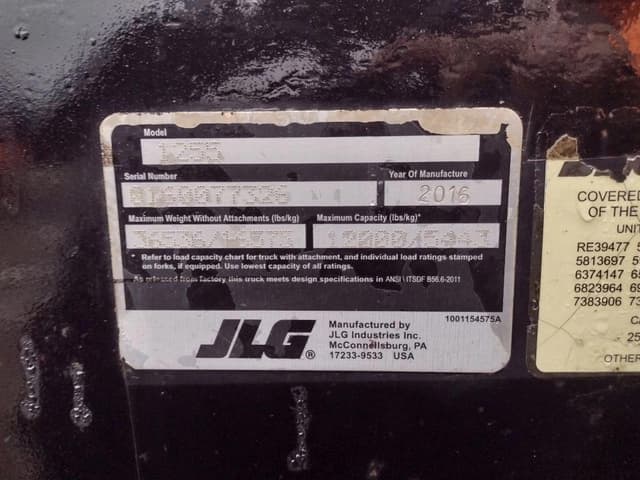 Model
1255
Serial Number
Year Of Manufacture
2016
Maximum Weight Without Attachments (lbs/kg)
Maximum Capacity (lbs/kg)*
* Refer to load capacity chart for truck with attachment, and individual load ratings stamped
on forks, if equipped. Use lowest capacity of all ratings.
As released from factory this truck meets design specifications in ANSI \ ITSDF B56.6-2011
JLG®
Manufactured by
JLG Industries Inc.
McConnellsburg, PA
17233-9533 USA
1001154575A
COVERED
OF THE
UNIT
RE39477
5813697
6374147
6823964
7383906
OTHER